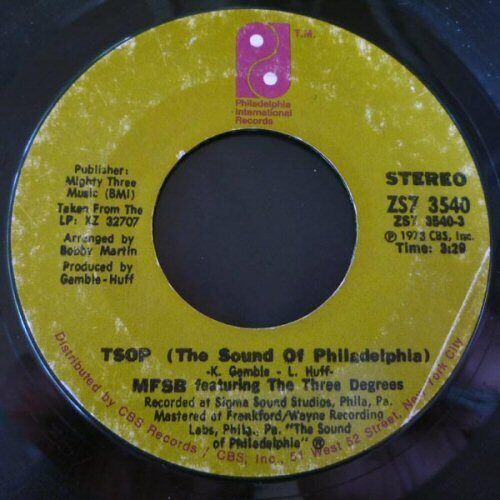 T.M.
Philadelphia
International
Records
Publisher:
Mighty Three
Music (BMI)
Taken From The
LP: XZ 32707
Arranged by
Bobby Martin
Produced by
Gamble-Huff
STEREO
ZS7 3540
ZS7 3540-3
℗ 1973 CBS, Inc.
Time: 3:29
TSOP (The Sound Of Philadelphia)
-K. Gamble - L. Huff-
MFSB featuring The Three Degrees
Recorded at Sigma Sound Studios, Phila, Pa.
Mastered of Frankford/Wayne Recording
Labs, Phila., Pa. "The Sound
of Philadelphia" ®
Distributed by CBS Records / CBS, Inc., 51 West 52 Street, New York City